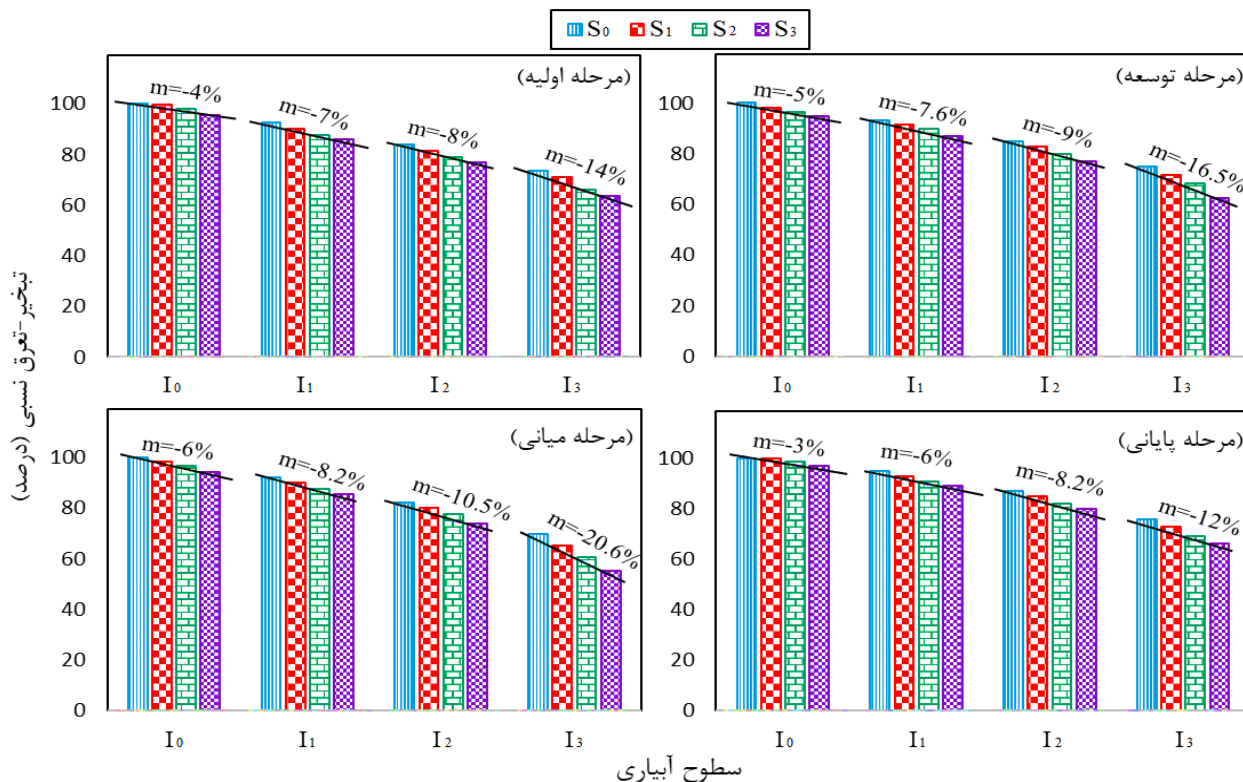 S₀ S₁ S₂ S₃
تبخیر-تعرق نسبی (درصد)
(مرحله اولیه)
m=-4%
m=-7%
m=-8%
m=-14%
100
80
60
40
20
0
I₀ I₁ I₂ I₃
(مرحله توسعه)
m=-5%
m=-7.6%
m=-9%
m=-16.5%
100
80
60
40
20
0
I₀ I₁ I₂ I₃
(مرحله میانی)
m=-6%
m=-8.2%
m=-10.5%
m=-20.6%
100
80
60
40
20
0
I₀ I₁ I₂ I₃
(مرحله پایانی)
m=-3%
m=-6%
m=-8.2%
m=-12%
100
80
60
40
20
0
I₀ I₁ I₂ I₃
سطوح آبیاری